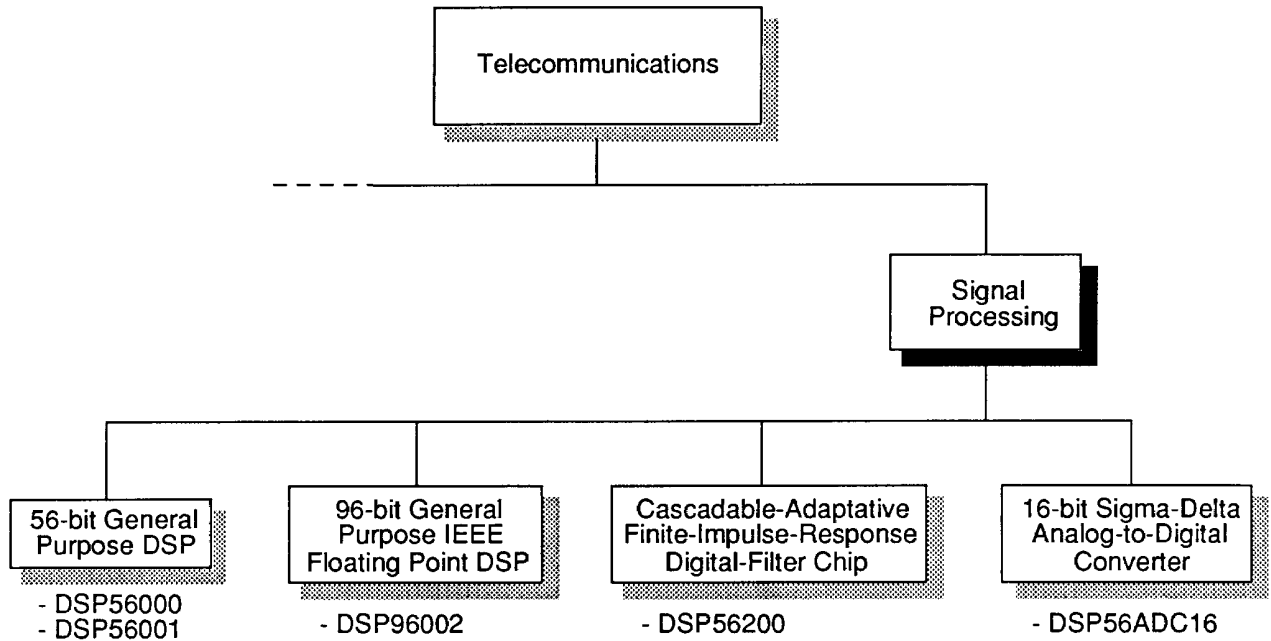 Telecommunications
Signal
Processing
56-bit General
Purpose DSP
- DSP56000
- DSP56001
96-bit General
Purpose IEEE
Floating Point DSP
- DSP96002
Cascadable-Adaptative
Finite-Impulse-Response
Digital-Filter Chip
- DSP56200
16-bit Sigma-Delta
Analog-to-Digital
Converter
- DSP56ADC16